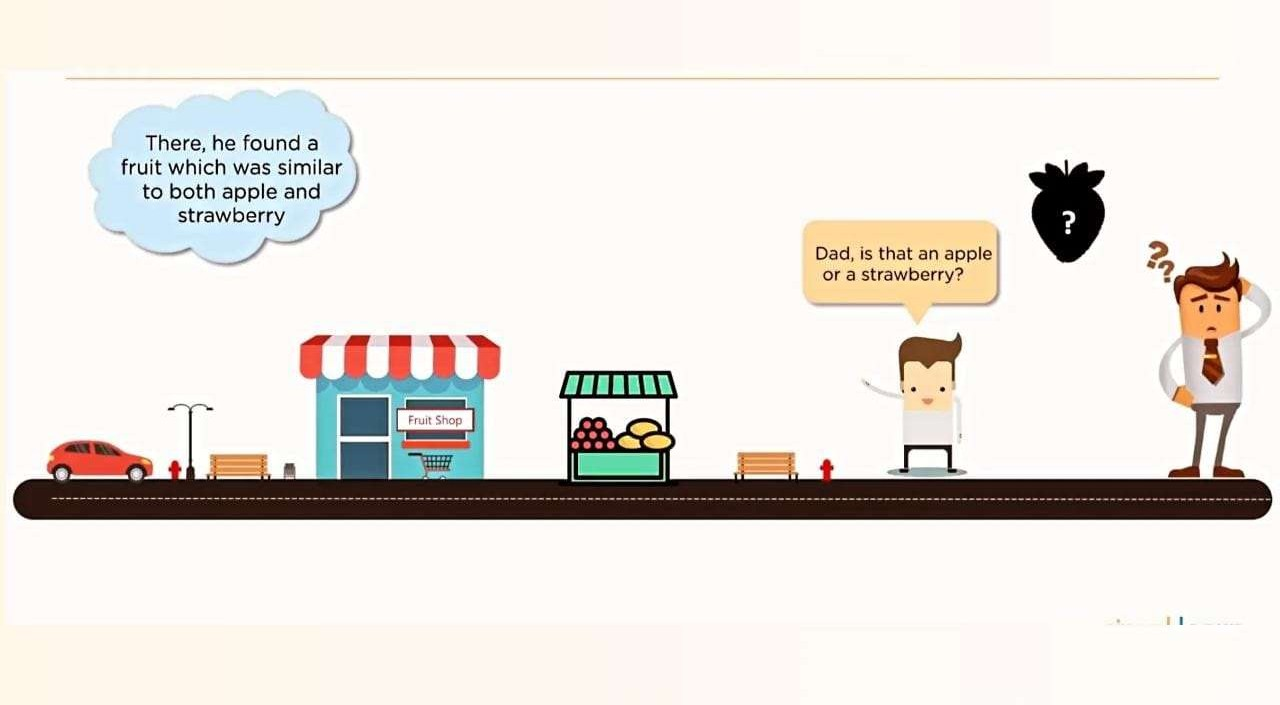 There, he found a
fruit which was similar
to both apple and
strawberry
Dad, is that an apple
or a strawberry?
?
??
Fruit Shop